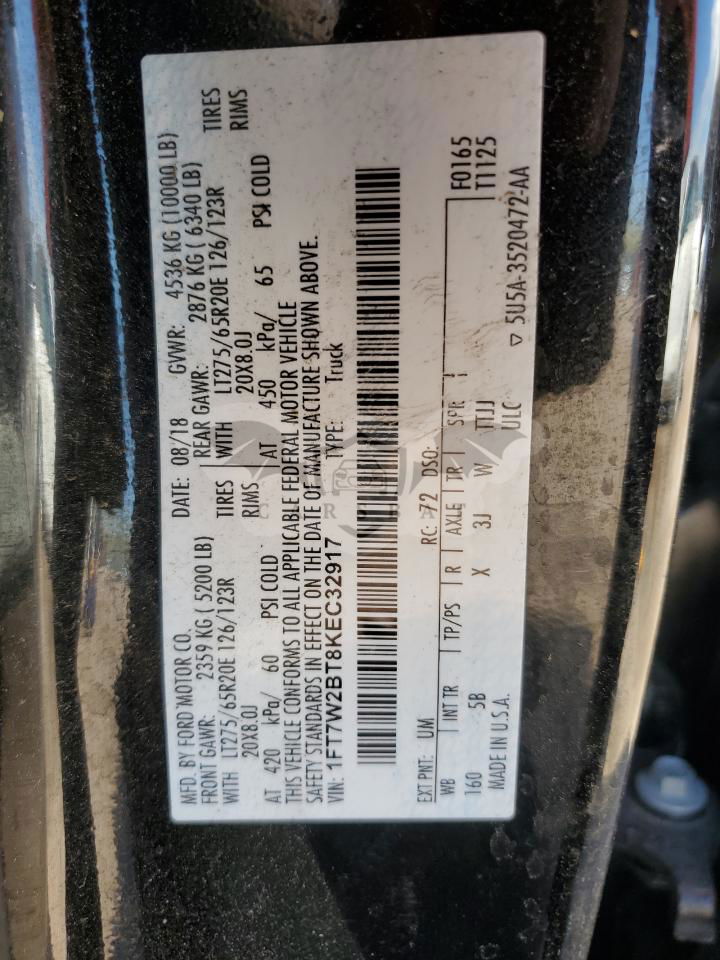 MFD. BY FORD MOTOR CO. DATE: 08/18 GVWR: 4536 KG (10000 LB)
FRONT GAWR: 2359 KG ( 5200 LB) REAR GAWR: 2876 KG ( 6340 LB)
WITH LT275/65R20E 126/123R TIRES WITH LT275/65R20E 126/123R TIRES
20X8.0J RIMS 20X8.0J RIMS
AT 420 kPa/ 60 PSI COLD AT 450 kPa/ 65 PSI COLD
THIS VEHICLE CONFORMS TO ALL APPLICABLE FEDERAL MOTOR VEHICLE
SAFETY STANDARDS IN EFFECT ON THE DATE OF MANUFACTURE SHOWN ABOVE.
VIN: 1FT7W2BT8KEC32917 TYPE: Truck
EXT PNT: UM RC: 72 DSO: F0165
WB INT TR TP/PS R AXLE TR SPR T1125
160 5B X 3J W TTJJ
MADE IN U.S.A. ULC ▽ 5U5A-3520472-AA